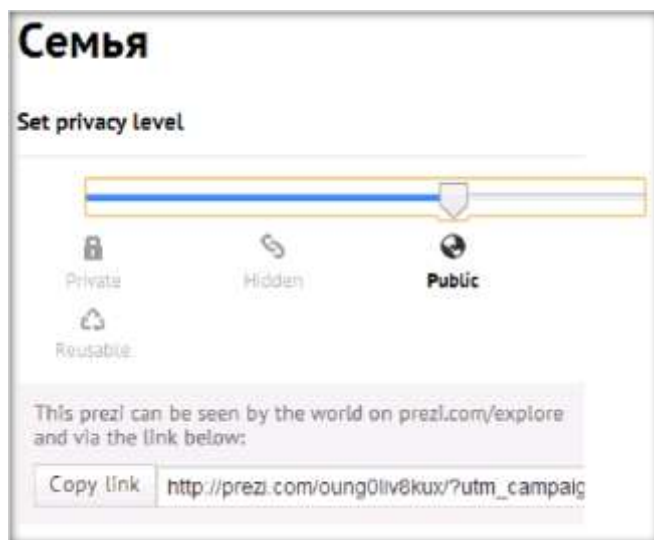 Семья
Set privacy level
Private Hidden Public
Reusable
This prezi can be seen by the world on prezi.com/explore
and via the link below:
Copy link http://prezi.com/oung0liv8kux/?utm_campaig